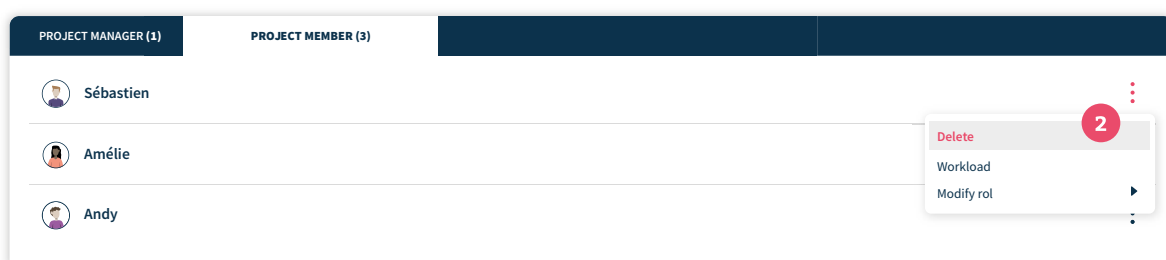 PROJECT MANAGER (1)
PROJECT MEMBER (3)
Sébastien
2
Delete
Amélie
Workload
Modify rol
Andy